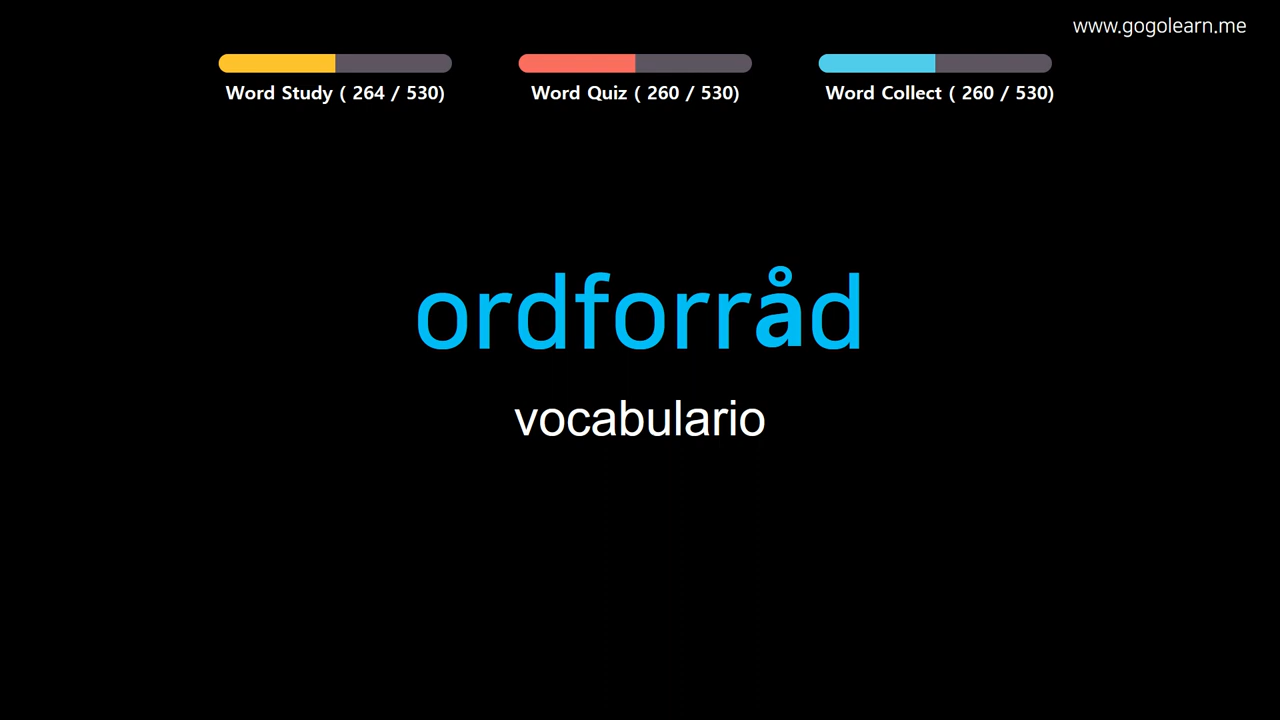 www.gogolearn.me
Word Study ( 264 / 530)
Word Quiz ( 260 / 530)
Word Collect ( 260 / 530)
ordforråd
vocabulario